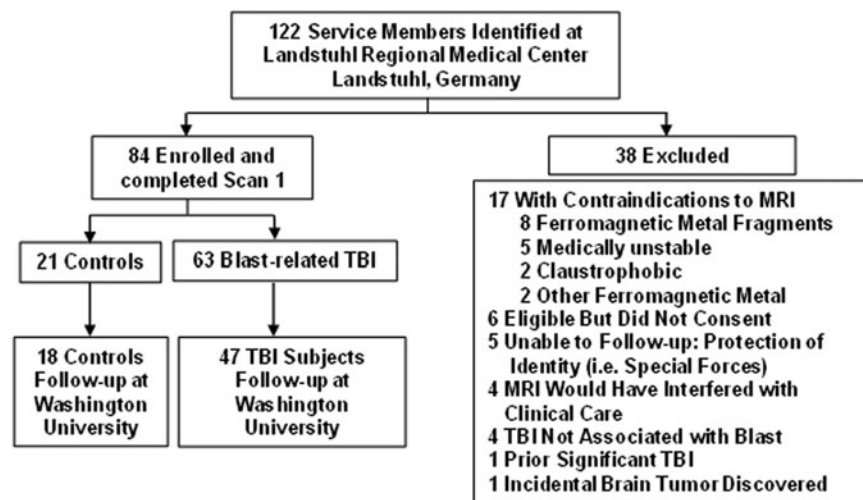 122 Service Members Identified at
Landstuhl Regional Medical Center
Landstuhl, Germany
84 Enrolled and
completed Scan 1
38 Excluded
21 Controls
63 Blast-related TBI
18 Controls
Follow-up at
Washington
University
47 TBI Subjects
Follow-up at
Washington
University
17 With Contraindications to MRI
8 Ferromagnetic Metal Fragments
5 Medically unstable
2 Claustrophobic
2 Other Ferromagnetic Metal
6 Eligible But Did Not Consent
5 Unable to Follow-up: Protection of
Identity (i.e. Special Forces)
4 MRI Would Have Interfered with
Clinical Care
4 TBI Not Associated with Blast
1 Prior Significant TBI
1 Incidental Brain Tumor Discovered